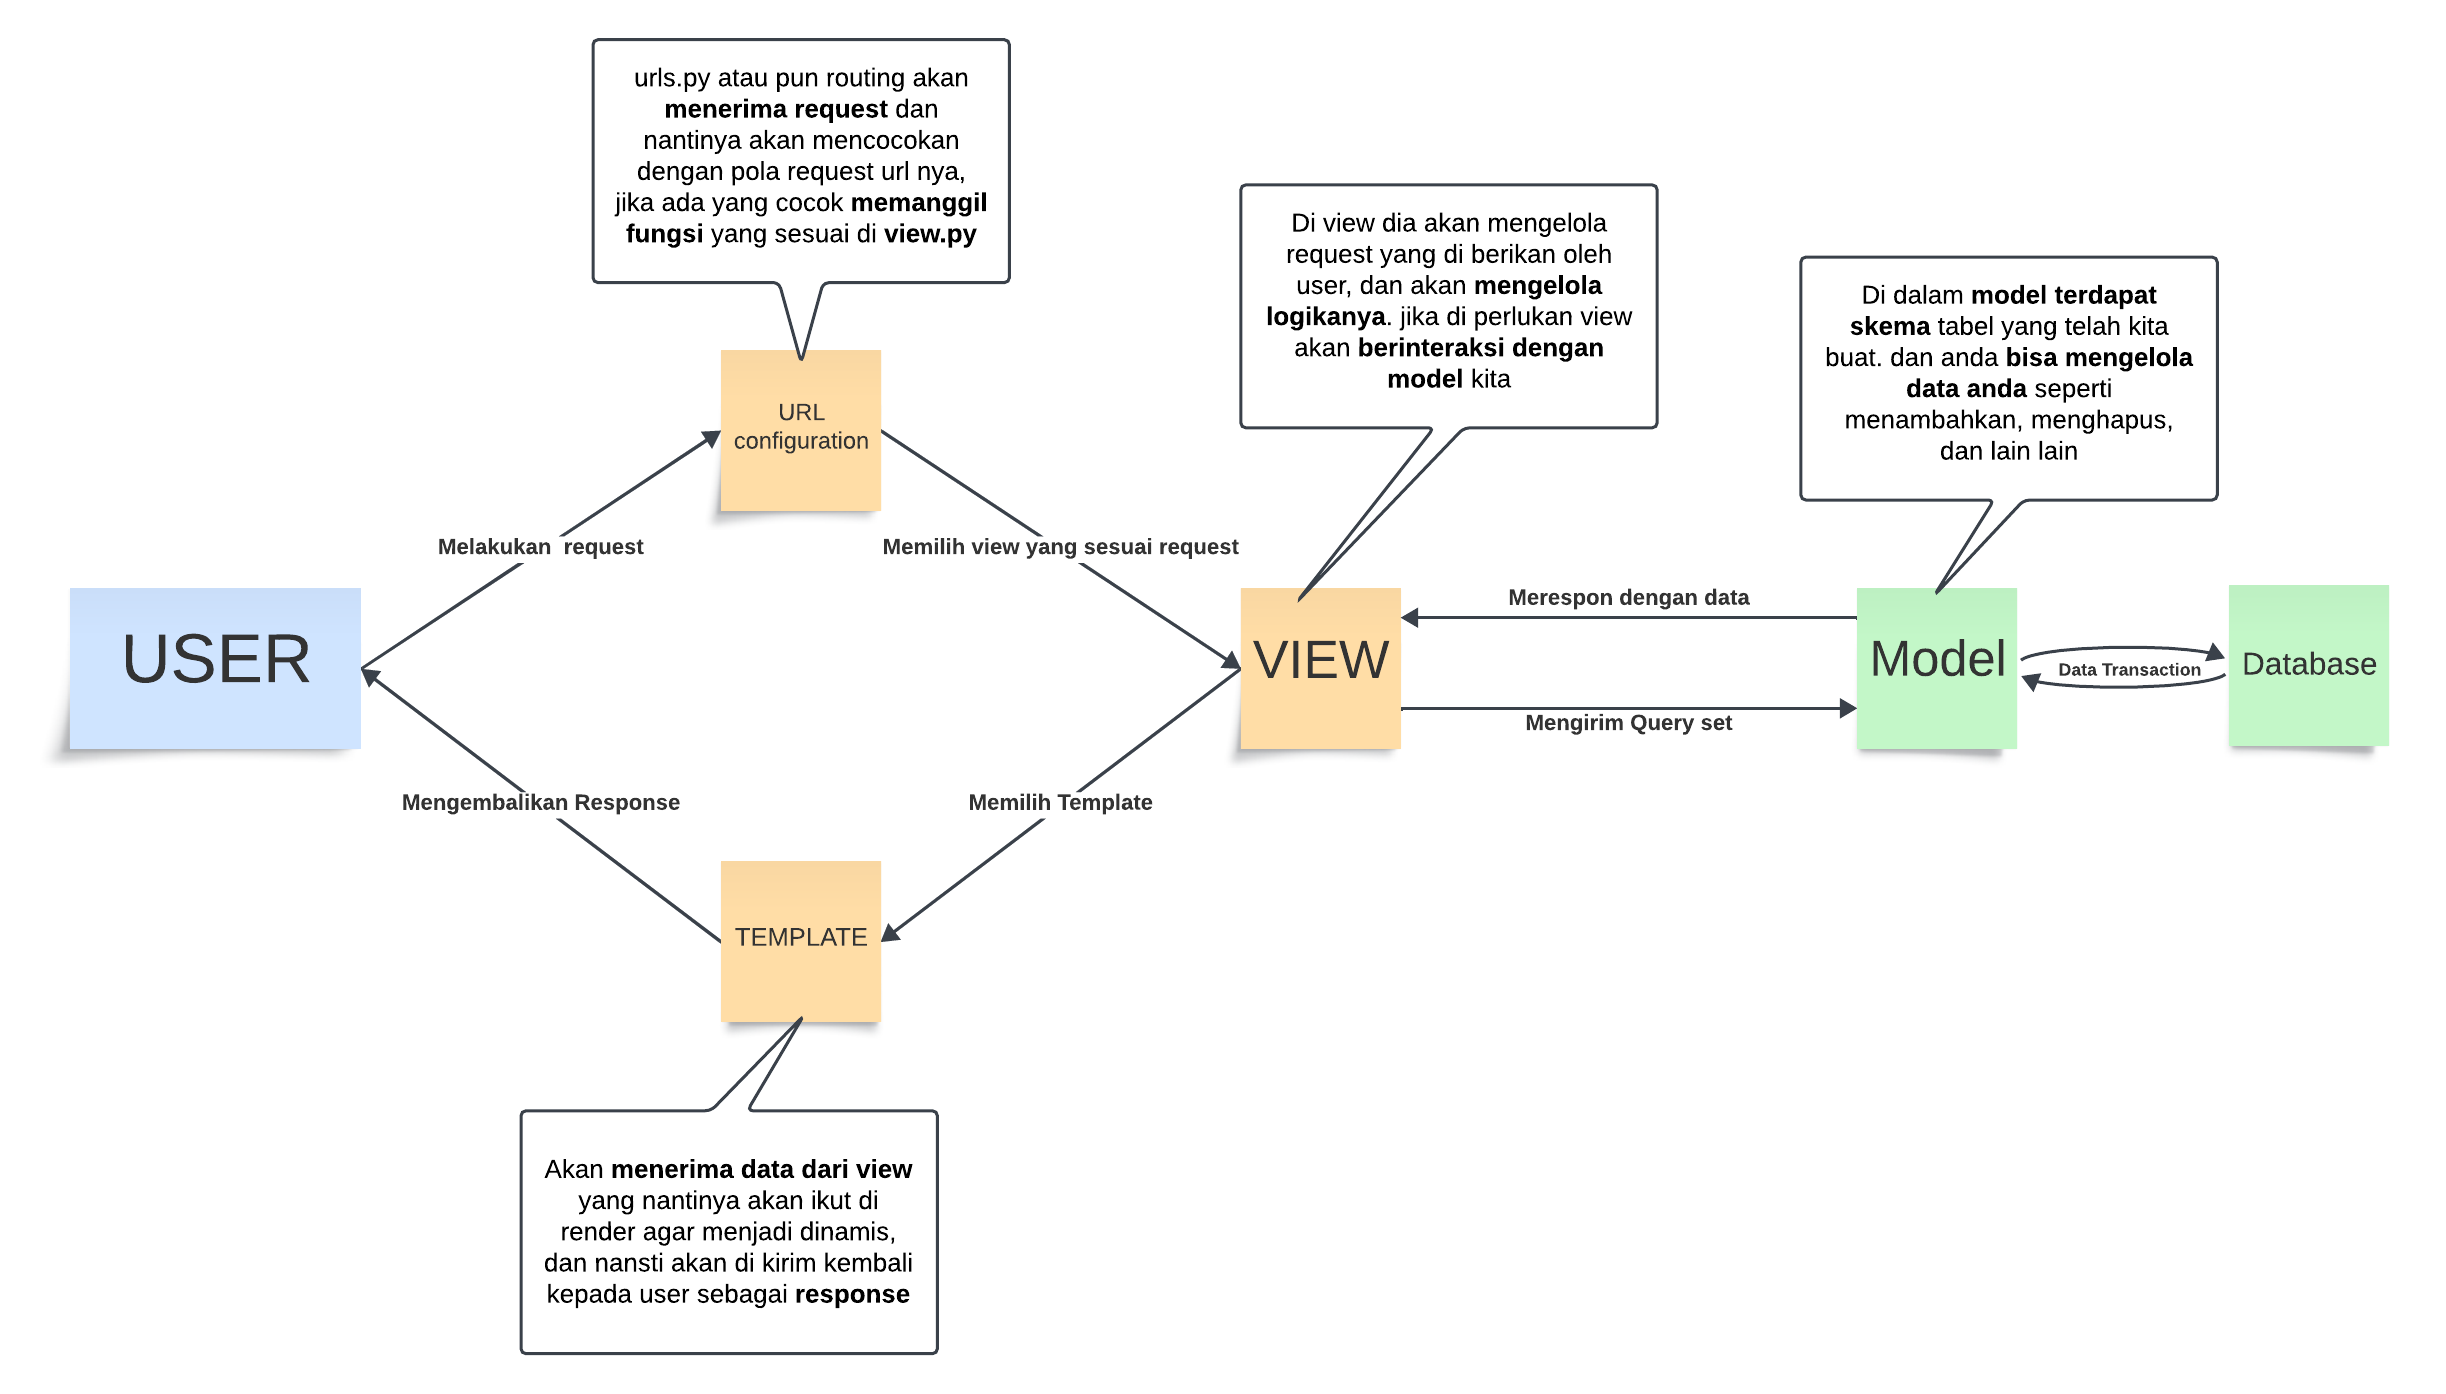 urls.py atau pun routing akan
menerima request dan
nantinya akan mencocokan
dengan pola request url nya,
jika ada yang cocok memanggil
fungsi yang sesuai di view.py
Di view dia akan mengelola
request yang di berikan oleh
user, dan akan mengelola
logikanya. jika di perlukan view
akan berinteraksi dengan
model kita
Di dalam model terdapat
skema tabel yang telah kita
buat. dan anda bisa mengelola
data anda seperti
menambahkan, menghapus,
dan lain lain
URL
configuration
Melakukan  request
Memilih view yang sesuai request
USER
VIEW
Merespon dengan data
Mengirim Query set
Model
Data Transaction
Database
Mengembalikan Response
Memilih Template
TEMPLATE
Akan menerima data dari view
yang nantinya akan ikut di
render agar menjadi dinamis,
dan nansti akan di kirim kembali
kepada user sebagai response